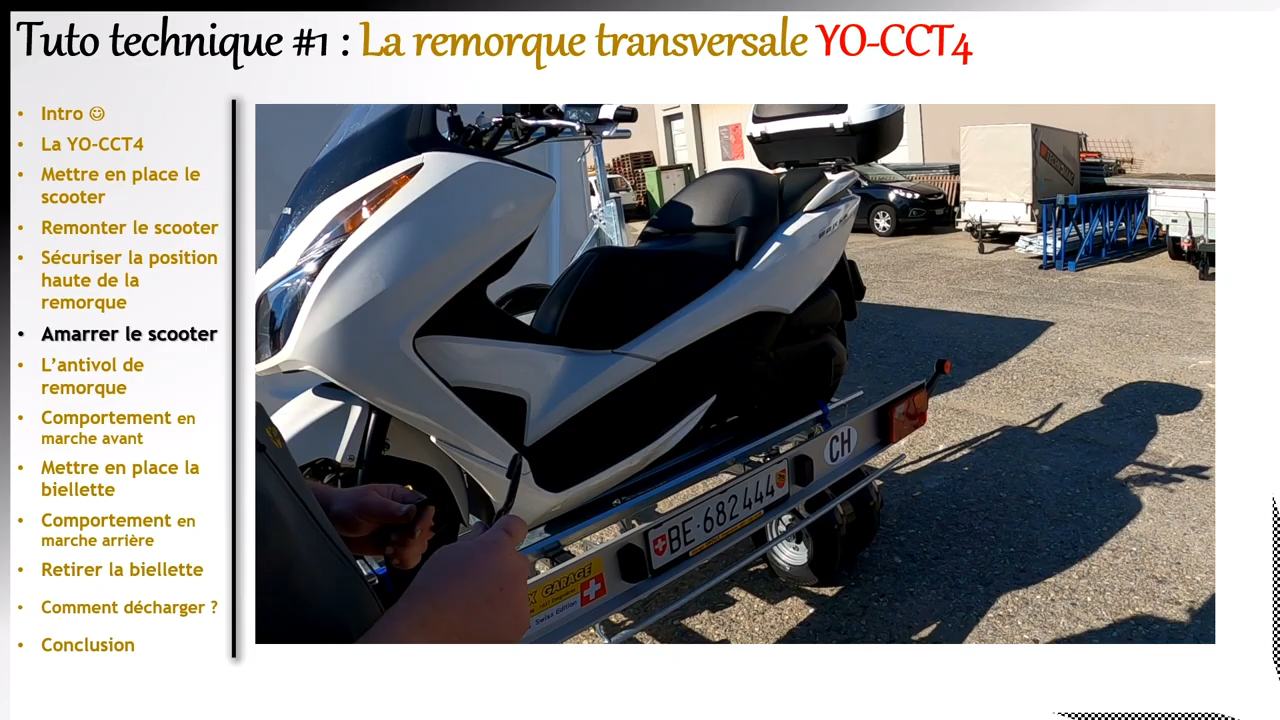 Tuto technique #1 : La remorque transversale YO-CCT4
• Intro ☺
• La YO-CCT4
• Mettre en place le
scooter
• Remonter le scooter
• Sécuriser la position
haute de la
remorque
• Amarrer le scooter
• L’antivol de
remorque
• Comportement en
marche avant
• Mettre en place la
biellette
• Comportement en
marche arrière
• Retirer la biellette
• Comment décharger ?
• Conclusion
CH
BE·682444
X GARAGE
Swiss Edition